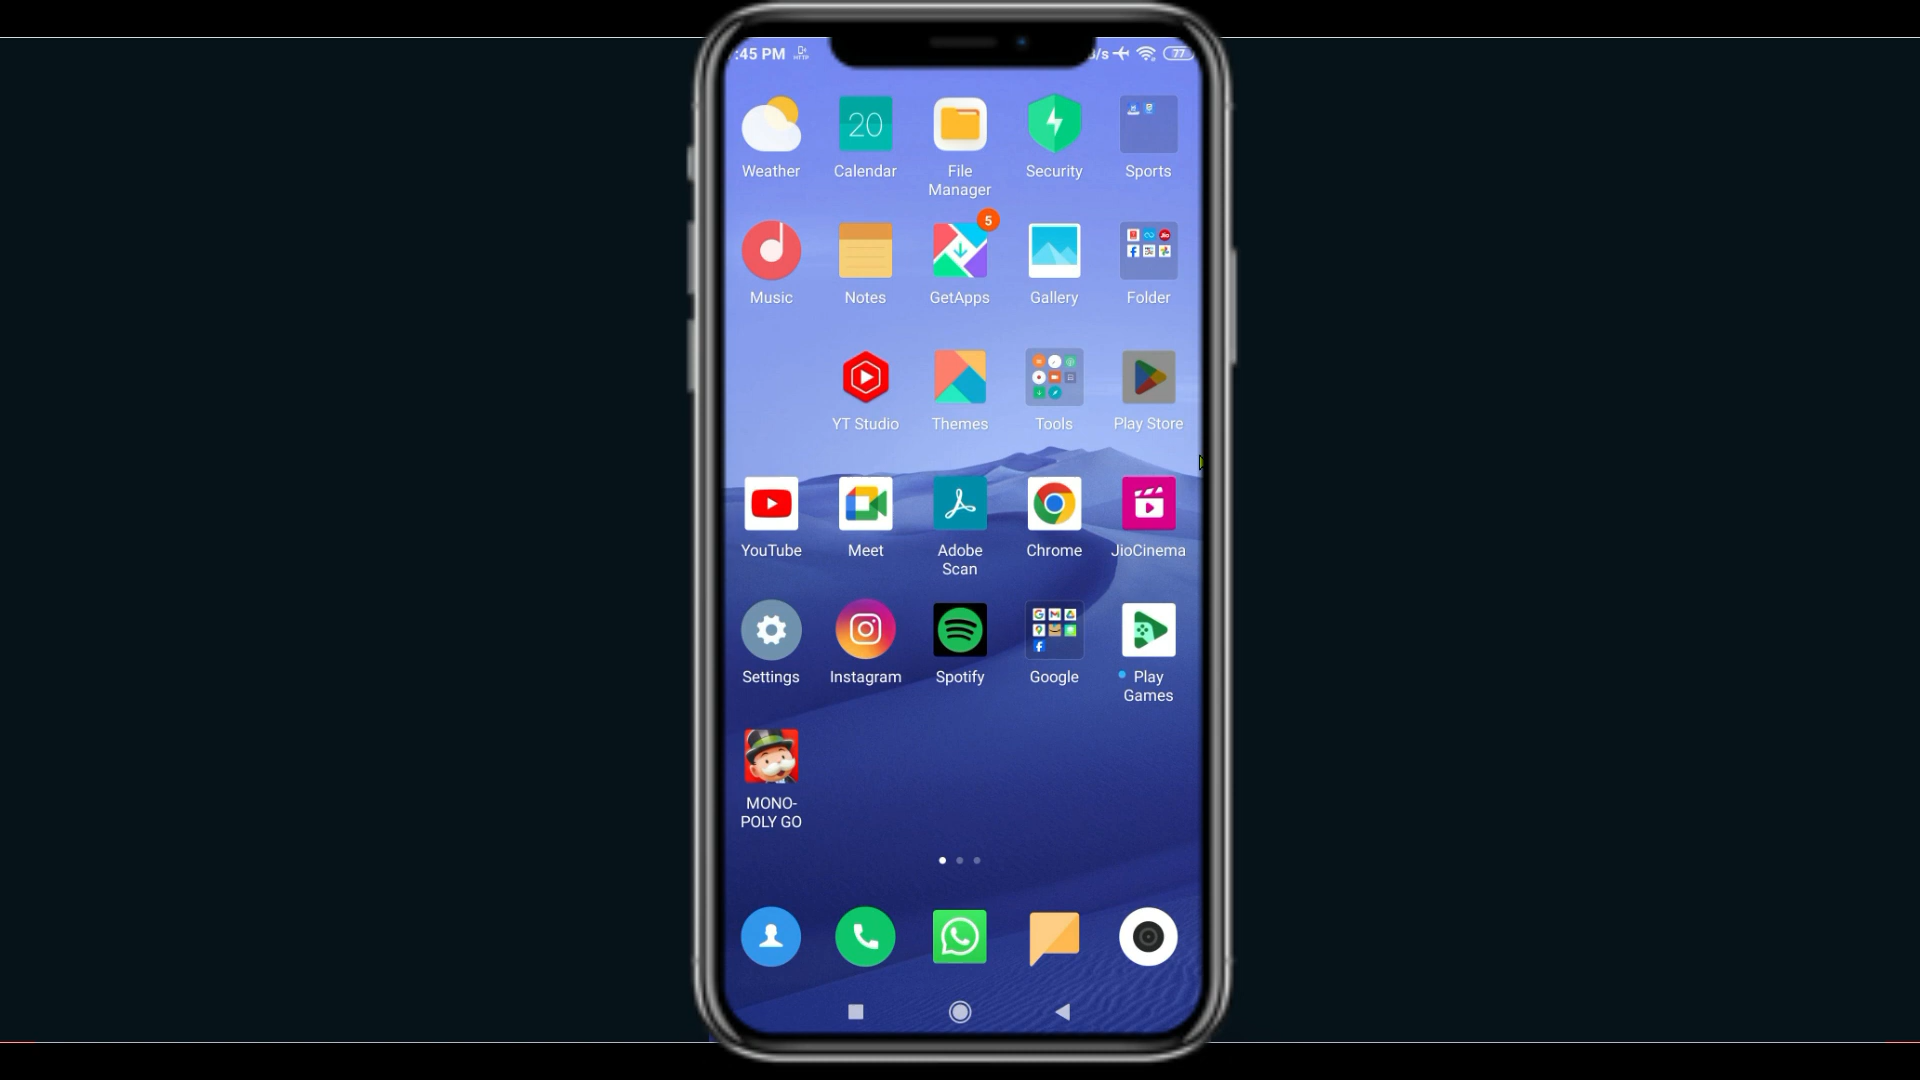 :45 PM
/s
77
Weather
Calendar
20
File
Manager
Security
Sports
Music
Notes
5
GetApps
Gallery
Folder
YT Studio
Themes
Tools
Play Store
YouTube
Meet
Adobe
Scan
Chrome
JioCinema
Settings
Instagram
Spotify
Google
Play
Games
MONO-
POLY GO